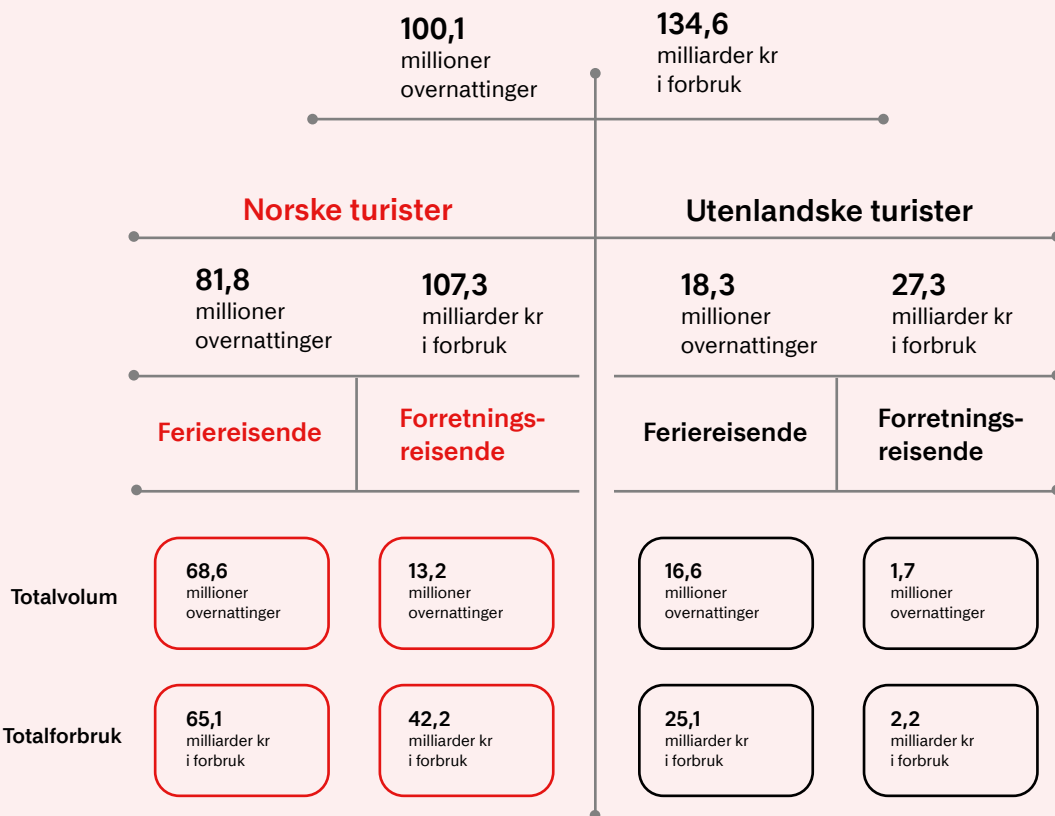 100,1
millioner
overnattinger
134,6
milliarder kr
i forbruk
Norske turister
Utenlandske turister
81,8
millioner
overnattinger
107,3
milliarder kr
i forbruk
18,3
millioner
overnattinger
27,3
milliarder kr
i forbruk
Feriereisende
Forretnings-
reisende
Feriereisende
Forretnings-
reisende
Totalvolum
68,6
millioner
overnattinger
13,2
millioner
overnattinger
16,6
millioner
overnattinger
1,7
millioner
overnattinger
Totalforbruk
65,1
milliarder kr
i forbruk
42,2
milliarder kr
i forbruk
25,1
milliarder kr
i forbruk
2,2
milliarder kr
i forbruk